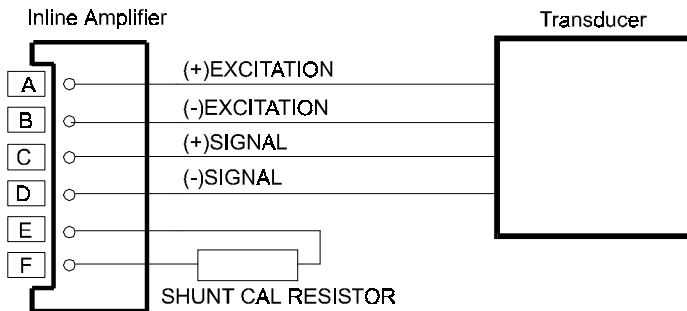 Inline Amplifier
Transducer
A
(+)EXCITATION
B
(-)EXCITATION
C
(+)SIGNAL
D
(-)SIGNAL
E
F
SHUNT CAL RESISTOR